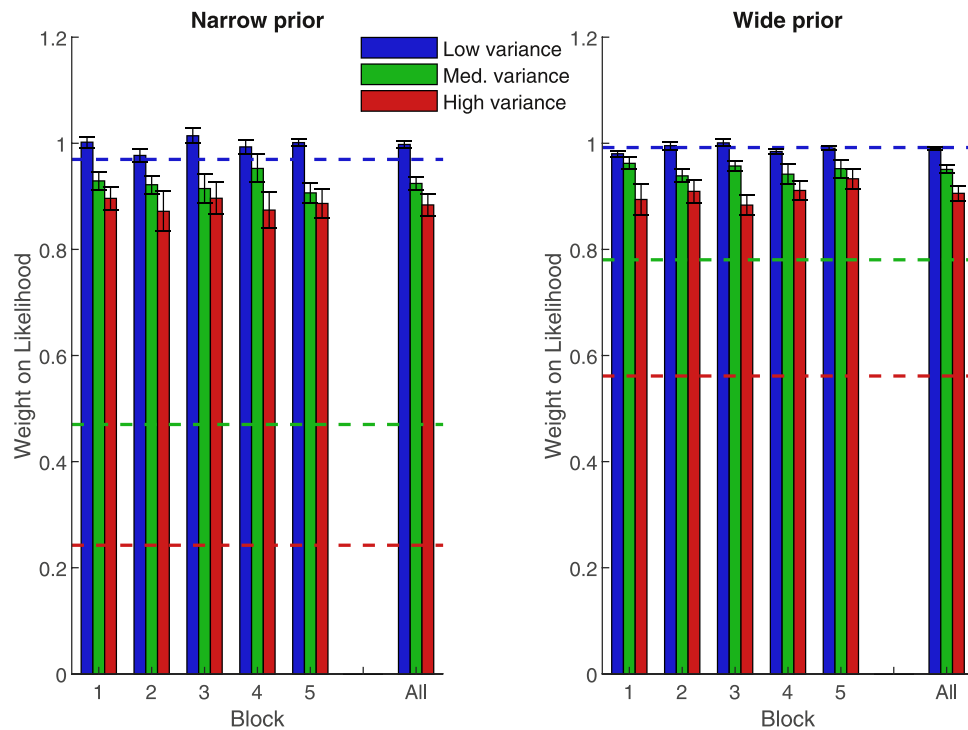 Narrow prior
Wide prior
Low variance
Med. variance
High variance
Weight on Likelihood
1.2
1
0.8
0.6
0.4
0.2
0
1 2 3 4 5 All
Block
Weight on Likelihood
1.2
1
0.8
0.6
0.4
0.2
0
1 2 3 4 5 All
Block